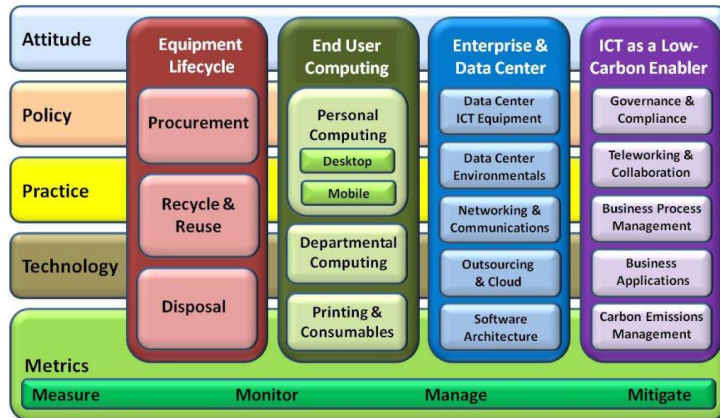 Attitude
Policy
Practice
Technology
Metrics
Equipment
Lifecycle
Procurement
Recycle &
Reuse
Disposal
End User
Computing
Personal
Computing
Desktop
Mobile
Departmental
Computing
Printing &
Consumables
Enterprise &
Data Center
Data Center
ICT Equipment
Data Center
Environmentals
Networking &
Communications
Outsourcing
& Cloud
Software
Architecture
ICT as a Low-
Carbon Enabler
Governance &
Compliance
Teleworking &
Collaboration
Business Process
Management
Business
Applications
Carbon Emissions
Management
Measure Monitor Manage Mitigate